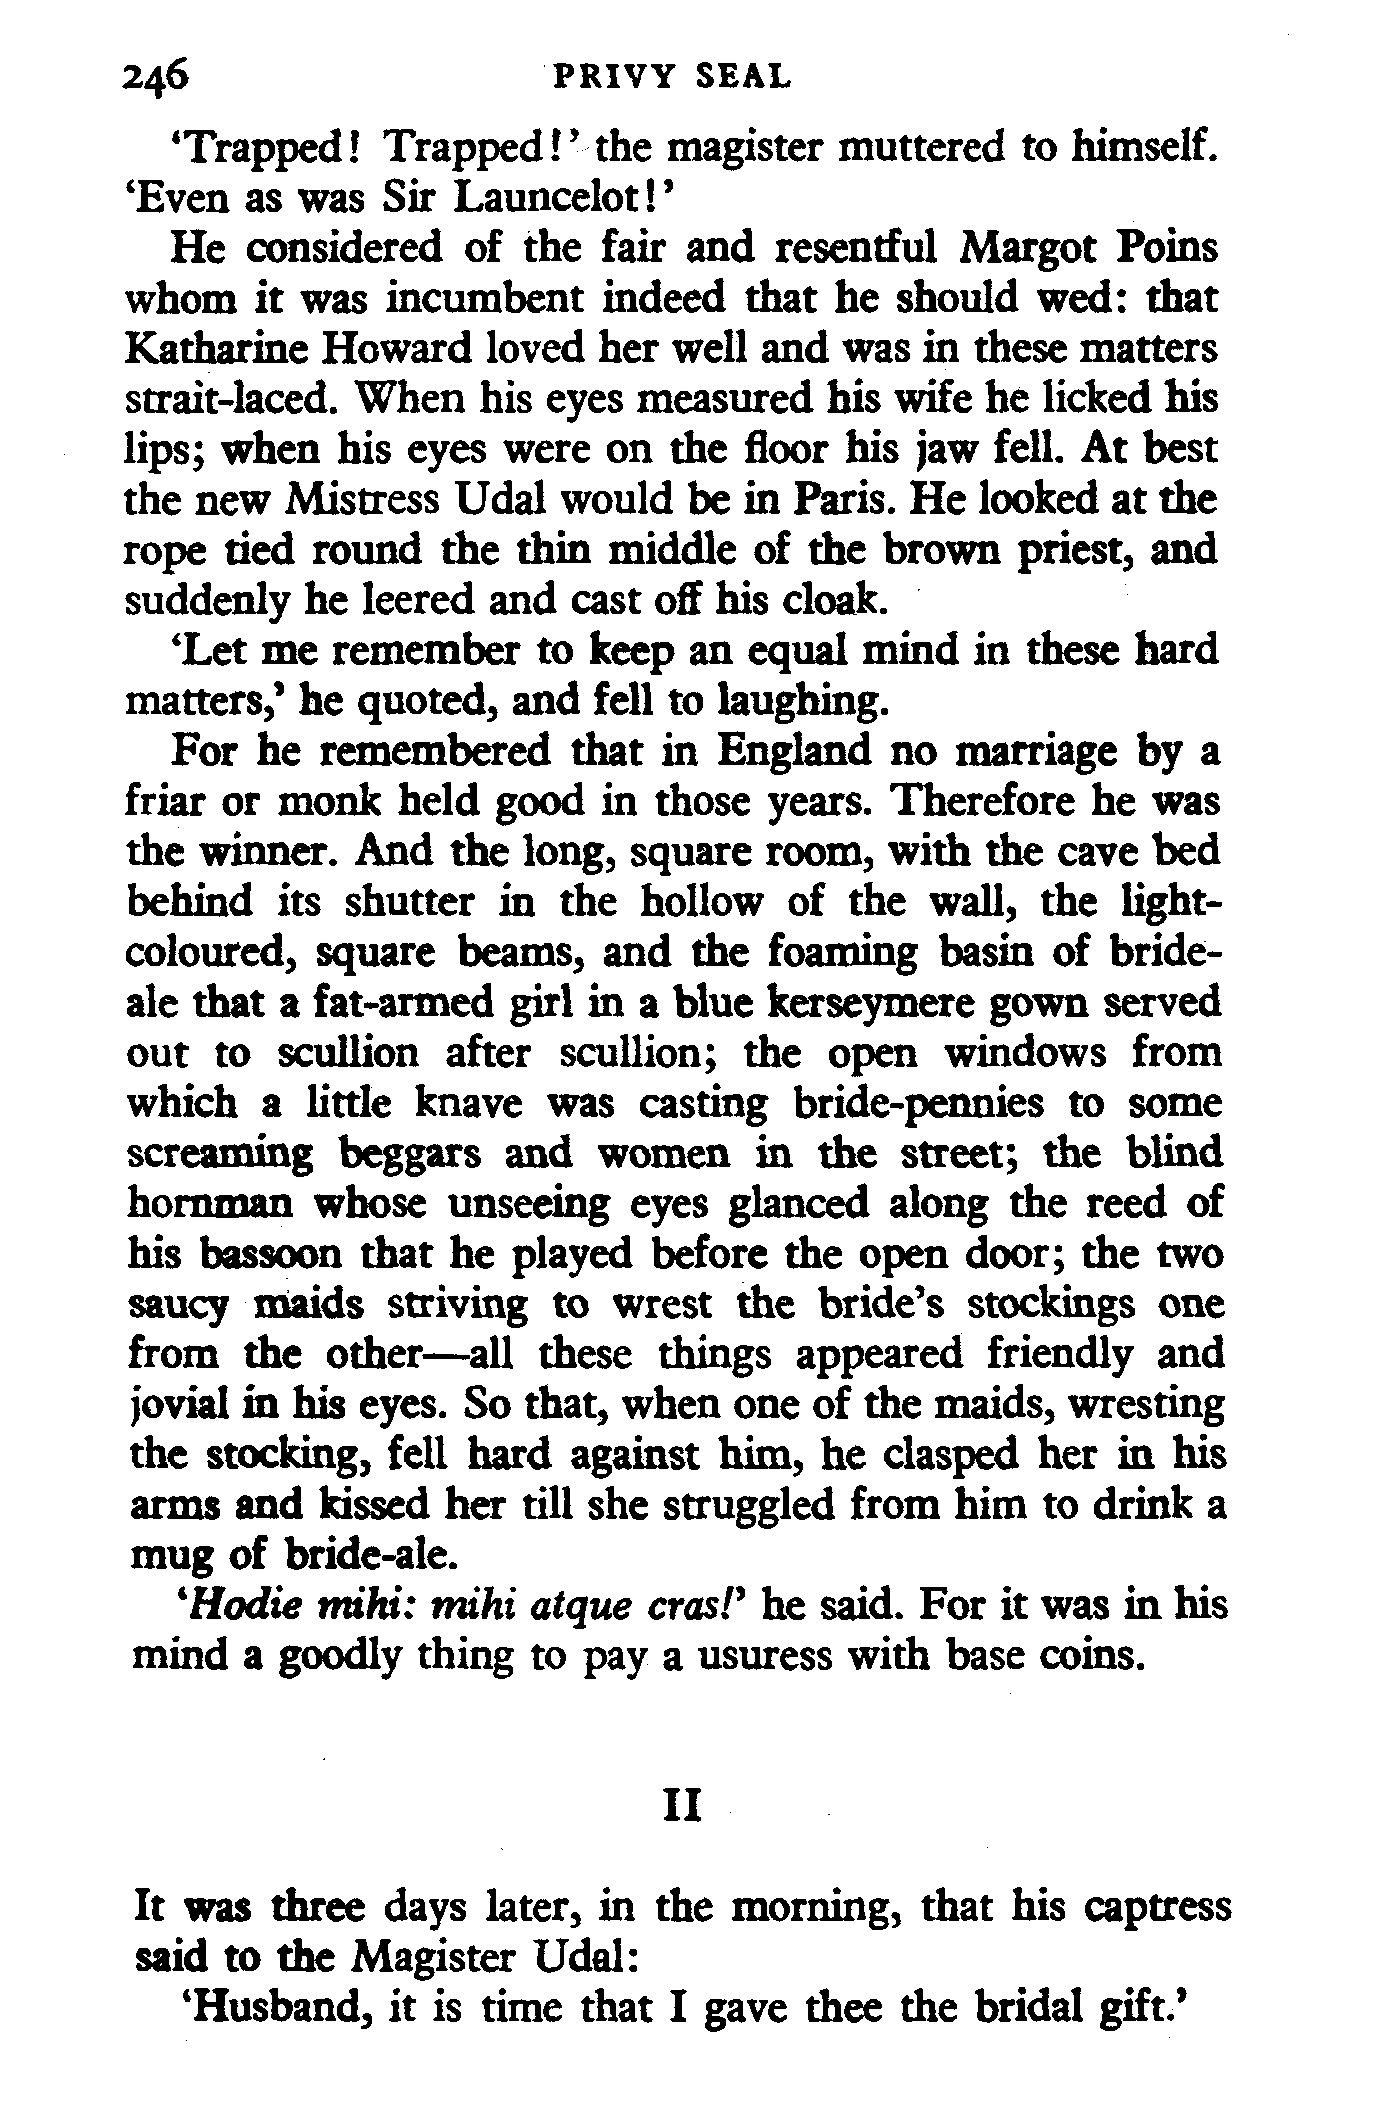 246 PRIVY SEAL
‘Trapped! Trapped!’ the magister muttered to himself.
‘Even as was Sir Launcelot!’
He considered of the fair and resentful Margot Poins
whom it was incumbent indeed that he should wed: that
Katharine Howard loved her well and was in these matters
strait-laced. When his eyes measured his wife he licked his
lips; when his eyes were on the floor his jaw fell. At best
the new Mistress Udal would be in Paris. He looked at the
rope tied round the thin middle of the brown priest, and
suddenly he leered and cast off his cloak.
‘Let me remember to keep an equal mind in these hard
matters,’ he quoted, and fell to laughing.
For he remembered that in England no marriage by a
friar or monk held good in those years. Therefore he was
the winner. And the long, square room, with the cave bed
behind its shutter in the hollow of the wall, the light-
coloured, square beams, and the foaming basin of bride-
ale that a fat-armed girl in a blue kerseymere gown served
out to scullion after scullion; the open windows from
which a little knave was casting bride-pennies to some
screaming beggars and women in the street; the blind
hornman whose unseeing eyes glanced along the reed of
his bassoon that he played before the open door; the two
saucy maids striving to wrest the bride’s stockings one
from the other—all these things appeared friendly and
jovial in his eyes. So that, when one of the maids, wresting
the stocking, fell hard against him, he clasped her in his
arms and kissed her till she struggled from him to drink a
mug of bride-ale.
‘Hodie mihi: mihi atque cras!’ he said. For it was in his
mind a goodly thing to pay a usuress with base coins.
II
It was three days later, in the morning, that his captress
said to the Magister Udal:
‘Husband, it is time that I gave thee the bridal gift.’